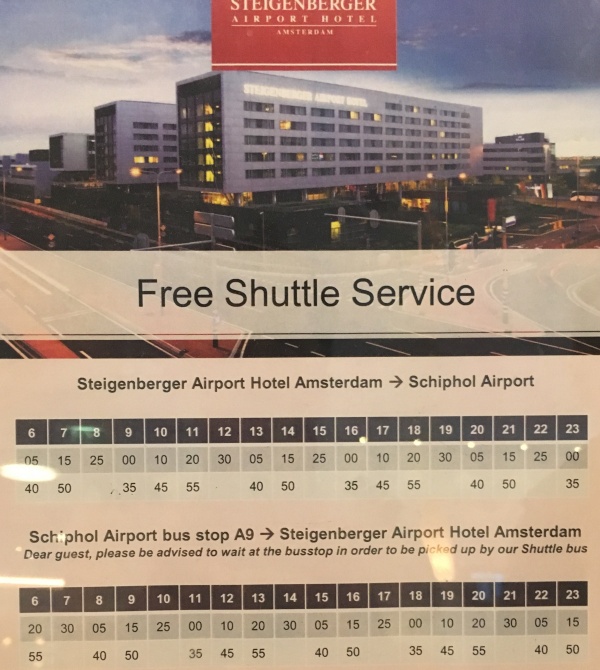 STEIGENBERGER
AIRPORT HOTEL
AMSTERDAM
STEIGENBERGER AIRPORT HOTEL
Free Shuttle Service
Steigenberger Airport Hotel Amsterdam → Schiphol Airport
6 7 8 9 10 11 12 13 14 15 16 17 18 19 20 21 22 23
05 15 25 00 10 20 30 05 15 25 00 10 20 30 05 15 25 00
40 50 35 45 55 40 50 35 45 55 40 50 35
Schiphol Airport bus stop A9 → Steigenberger Airport Hotel Amsterdam
Dear guest, please be advised to wait at the busstop in order to be picked up by our Shuttle bus
6 7 8 9 10 11 12 13 14 15 16 17 18 19 20 21 22 23
20 30 05 15 25 00 10 20 30 05 15 25 00 10 20 30 05 15
55 40 50 35 45 55 40 50 35 45 55 40 50